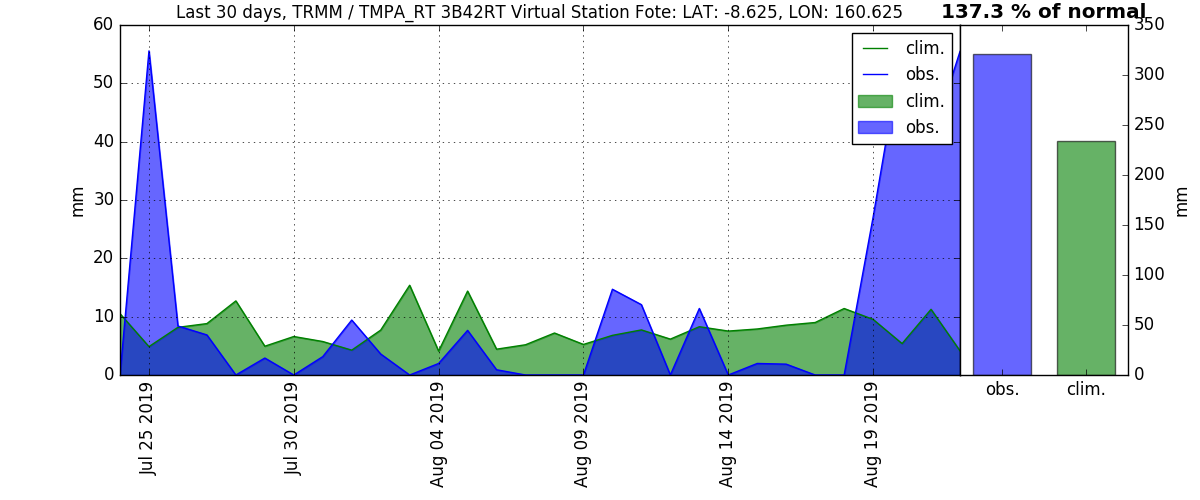 Last 30 days, TRMM / TMPA_RT 3B42RT Virtual Station Fote: LAT: -8.625, LON: 160.625
137.3 % of normal
mm
60
50
40
30
20
10
0
clim.
obs.
clim.
obs.
Jul 25 2019
Jul 30 2019
Aug 04 2019
Aug 09 2019
Aug 14 2019
Aug 19 2019
350
300
250
200
150
100
50
0
mm
obs.
clim.